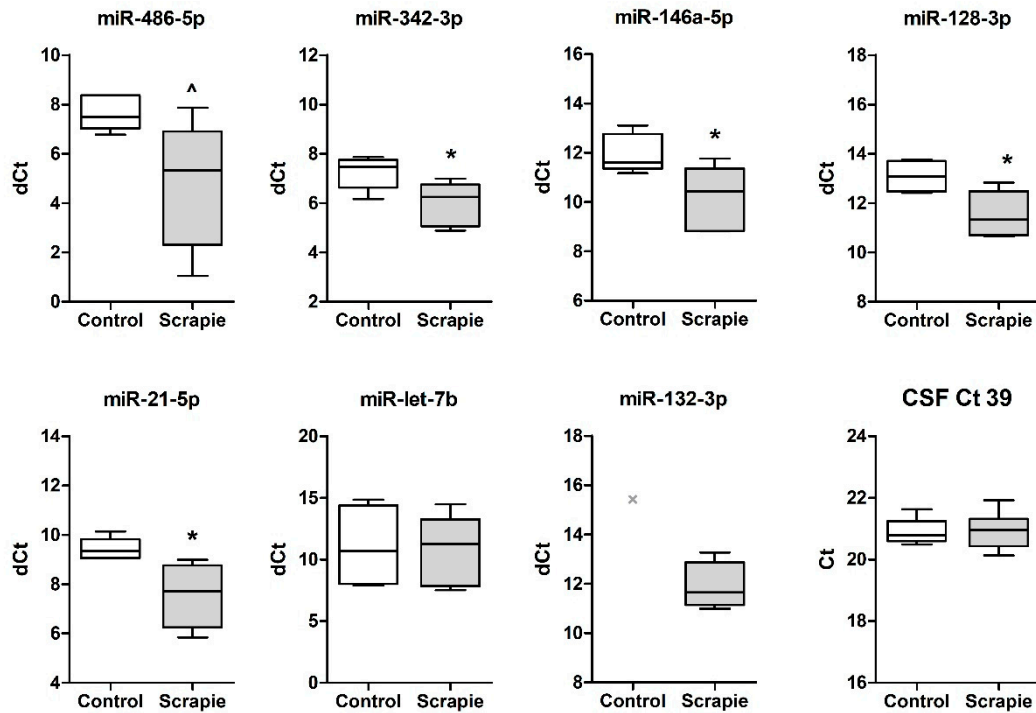 miR-486-5p
10
8
6
4
2
0
dCt
^
Control Scrapie
miR-342-3p
12
10
8
6
4
2
dCt
*
Control Scrapie
miR-146a-5p
16
14
12
10
8
6
dCt
*
Control Scrapie
miR-128-3p
16
14
12
10
8
dCt
*
Control Scrapie
miR-21-5p
14
12
10
8
6
4
dCt
*
Control Scrapie
miR-let-7b
20
15
10
5
0
dCt
Control Scrapie
miR-132-3p
18
16
14
12
10
8
dCt
×
Control Scrapie
CSF Ct 39
24
22
20
18
16
Ct
Control Scrapie